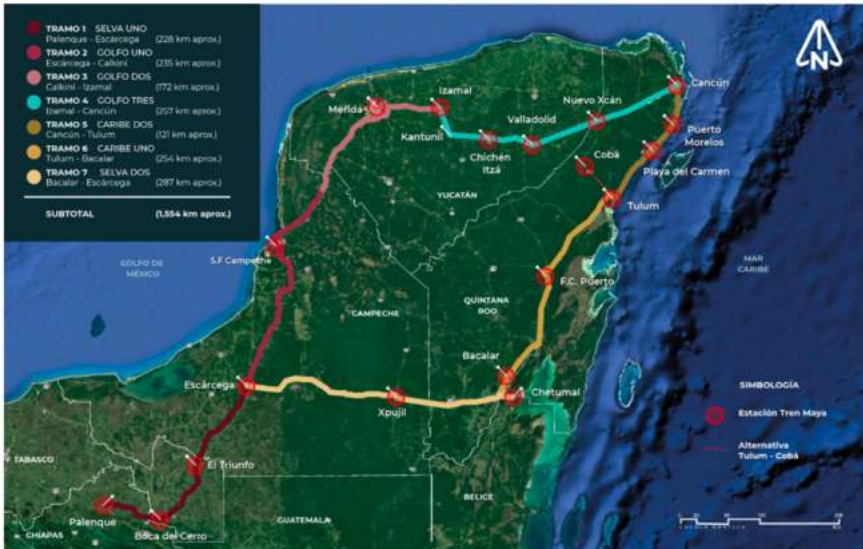 TRAMO 1 SELVA UNO
Palenque - Escárcega (228 km aprox.)
TRAMO 2 GOLFO UNO
Escárcega - Calkiní (235 km aprox.)
TRAMO 3 GOLFO DOS
Calkiní - Izamal (172 km aprox.)
TRAMO 4 GOLFO TRES
Izamal - Cancún (257 km aprox.)
TRAMO 5 CARIBE DOS
Cancún - Tulum (121 km aprox.)
TRAMO 6 CARIBE UNO
Tulum - Bacalar (254 km aprox.)
TRAMO 7 SELVA DOS
Bacalar - Escárcega (287 km aprox.)
SUBTOTAL (1,554 km aprox.)
N
Cancún
Izamal
Mérida
Nuevo Xcán
Valladolid
Kantunil
Puerto
Morelos
Chichén
Itzá
Cobá
Playa del Carmen
YUCATÁN
Tulum
S.F Campeche
GOLFO DE
MEXICO
MAR
CARIBE
F.C. Puerto
QUINTANA
ROO
CAMPECHE
Bacalar
Escárcega
Chetumal
Xpujil
SIMBOLOGÍA
Estación Tren Maya
Alternativa
Tulum - Cobá
TABASCO
El Triunfo
BELICE
Palenque
Boca del Cerro
GUATEMALA
CHIAPAS